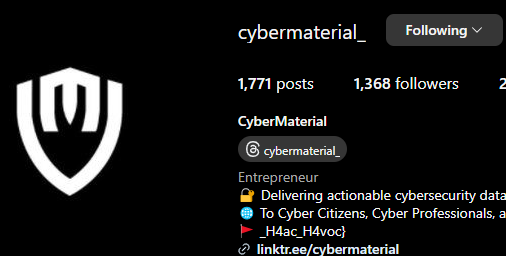 cybermaterial_ Following
1,771 posts 1,368 followers 2
CyberMaterial
cybermaterial_
Entrepreneur
🔐 Delivering actionable cybersecurity data
🌐 To Cyber Citizens, Cyber Professionals, a
🚩 _H4ac_H4voc}
linktr.ee/cybermaterial